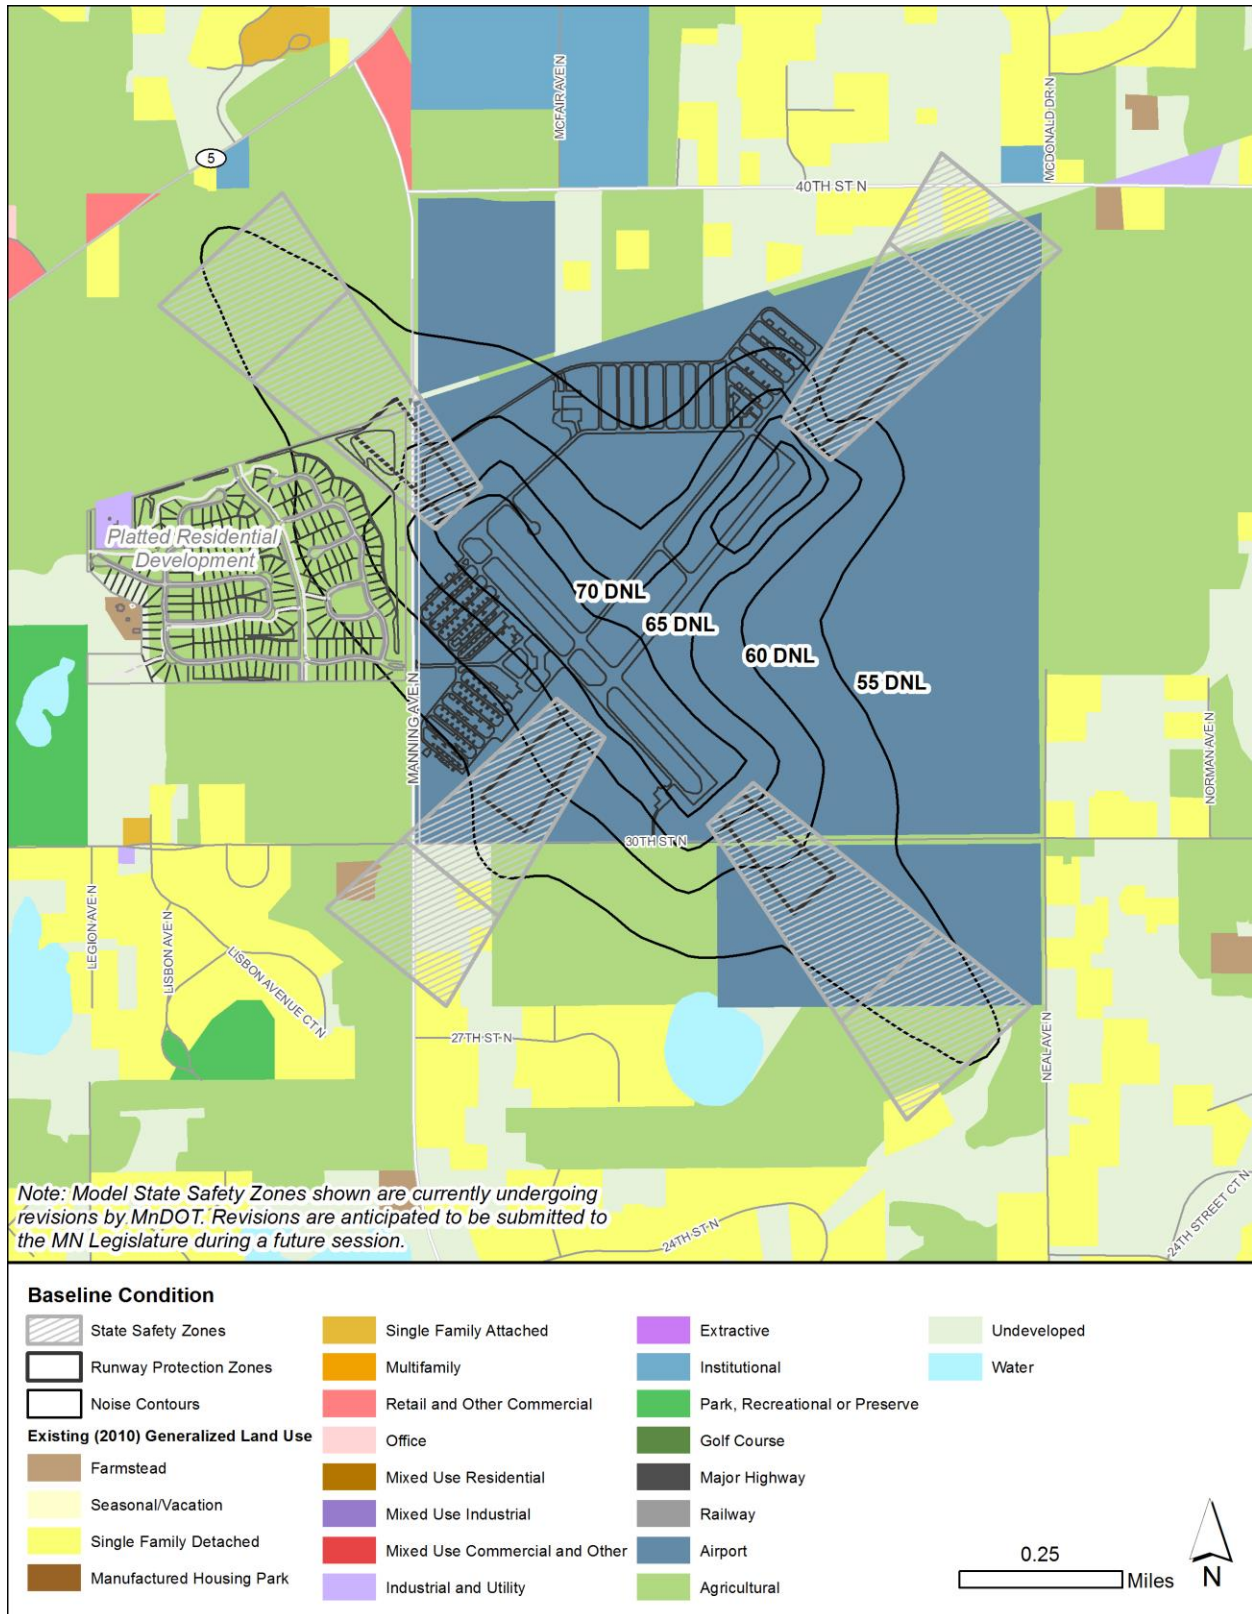 MCFAIR AVE N
MCDONALD DR N
5
40TH ST N
Platted Residential
Development
70 DNL
65 DNL
60 DNL
55 DNL
MANNING AVE N
NORMAN AVE N
30TH ST N
LEGION AVE N
LISBON AVE N
LISBON AVENUE CT N
27TH ST N
NEAL AVE N
24TH ST N
24TH STREET CT N
Note: Model State Safety Zones shown are currently undergoing
revisions by MnDOT. Revisions are anticipated to be submitted to
the MN Legislature during a future session.
Baseline Condition
State Safety Zones
Runway Protection Zones
Noise Contours
Existing (2010) Generalized Land Use
Farmstead
Seasonal/Vacation
Single Family Detached
Manufactured Housing Park
Single Family Attached
Multifamily
Retail and Other Commercial
Office
Mixed Use Residential
Mixed Use Industrial
Mixed Use Commercial and Other
Industrial and Utility
Extractive
Institutional
Park, Recreational or Preserve
Golf Course
Major Highway
Railway
Airport
Agricultural
Undeveloped
Water
0.25
Miles
N